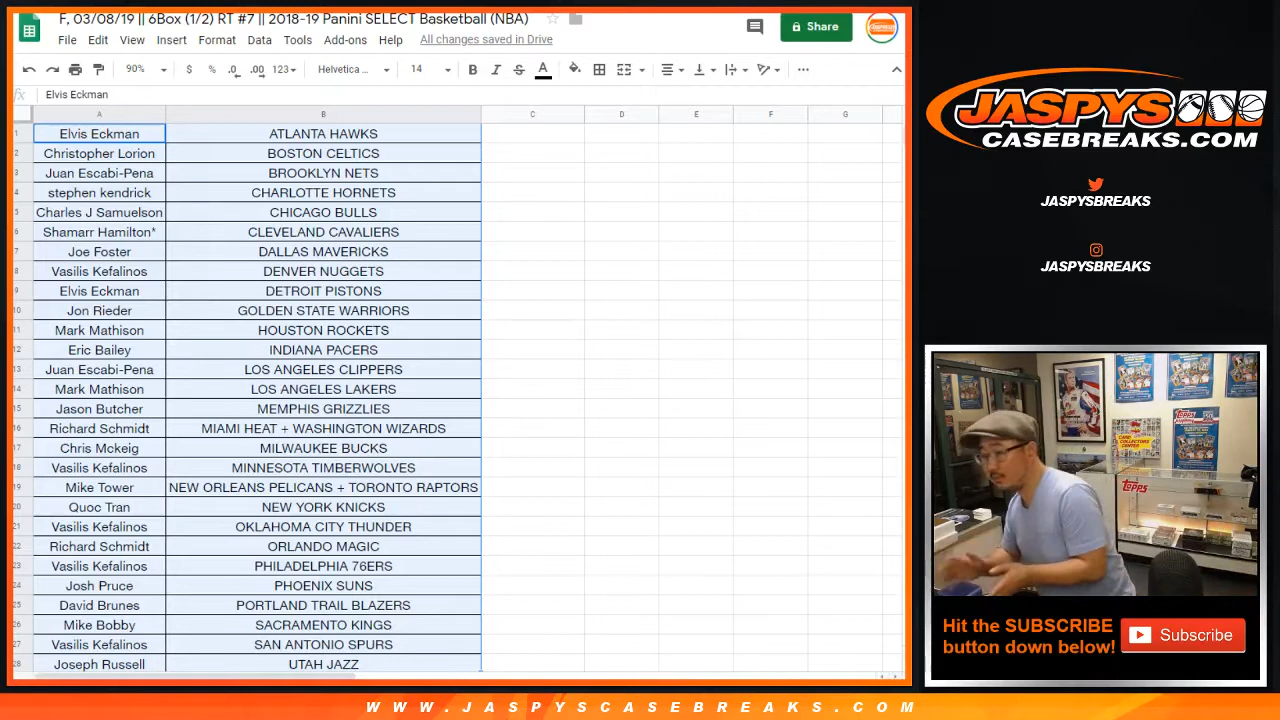 F, 03/08/19 || 6Box (1/2) RT #7 || 2018-19 Panini SELECT Basketball (NBA)
File Edit View Insert Format Data Tools Add-ons Help All changes saved in Drive
Share
90% $ % .0 .00 123 Helvetica ... 14 B I S A
fx Elvis Eckman
A B C D E F G
1 Elvis Eckman ATLANTA HAWKS
2 Christopher Lorion BOSTON CELTICS
3 Juan Escabi-Pena BROOKLYN NETS
4 stephen kendrick CHARLOTTE HORNETS
5 Charles J Samuelson CHICAGO BULLS
6 Shamarr Hamilton* CLEVELAND CAVALIERS
7 Joe Foster DALLAS MAVERICKS
8 Vasilis Kefalinos DENVER NUGGETS
9 Elvis Eckman DETROIT PISTONS
10 Jon Rieder GOLDEN STATE WARRIORS
11 Mark Mathison HOUSTON ROCKETS
12 Eric Bailey INDIANA PACERS
13 Juan Escabi-Pena LOS ANGELES CLIPPERS
14 Mark Mathison LOS ANGELES LAKERS
15 Jason Butcher MEMPHIS GRIZZLIES
16 Richard Schmidt MIAMI HEAT + WASHINGTON WIZARDS
17 Chris Mckeig MILWAUKEE BUCKS
18 Vasilis Kefalinos MINNESOTA TIMBERWOLVES
19 Mike Tower NEW ORLEANS PELICANS + TORONTO RAPTORS
20 Quoc Tran NEW YORK KNICKS
21 Vasilis Kefalinos OKLAHOMA CITY THUNDER
22 Richard Schmidt ORLANDO MAGIC
23 Vasilis Kefalinos PHILADELPHIA 76ERS
24 Josh Pruce PHOENIX SUNS
25 David Brunes PORTLAND TRAIL BLAZERS
26 Mike Bobby SACRAMENTO KINGS
27 Vasilis Kefalinos SAN ANTONIO SPURS
28 Joseph Russell UTAH JAZZ
JASPYS
CASEBREAKS.COM
JASPYSBREAKS
JASPYSBREAKS
TOPPS
Hit the SUBSCRIBE
button down below!
Subscribe
WWW.JASPYSCASEBREAKS.COM